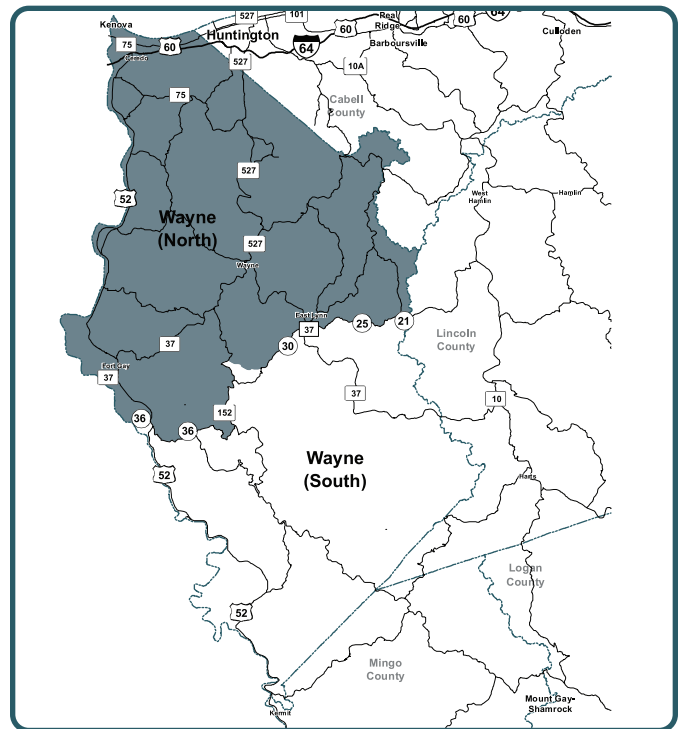 Kenova
527
101
Real
Ridge
60
64
75
60
Huntington
64
60
Barboursville
Culloden
Ceredo
527
10A
75
Cabell
County
527
52
West
Hamlin
Hamlin
Wayne
(North)
527
Wayne
East Lynn
37
25
21
30
Lincoln
County
37
Fort Gay
37
37
10
36
152
36
Wayne
(South)
52
Harts
Logan
County
52
Mingo
County
Kermit
Mount Gay-
Shamrock